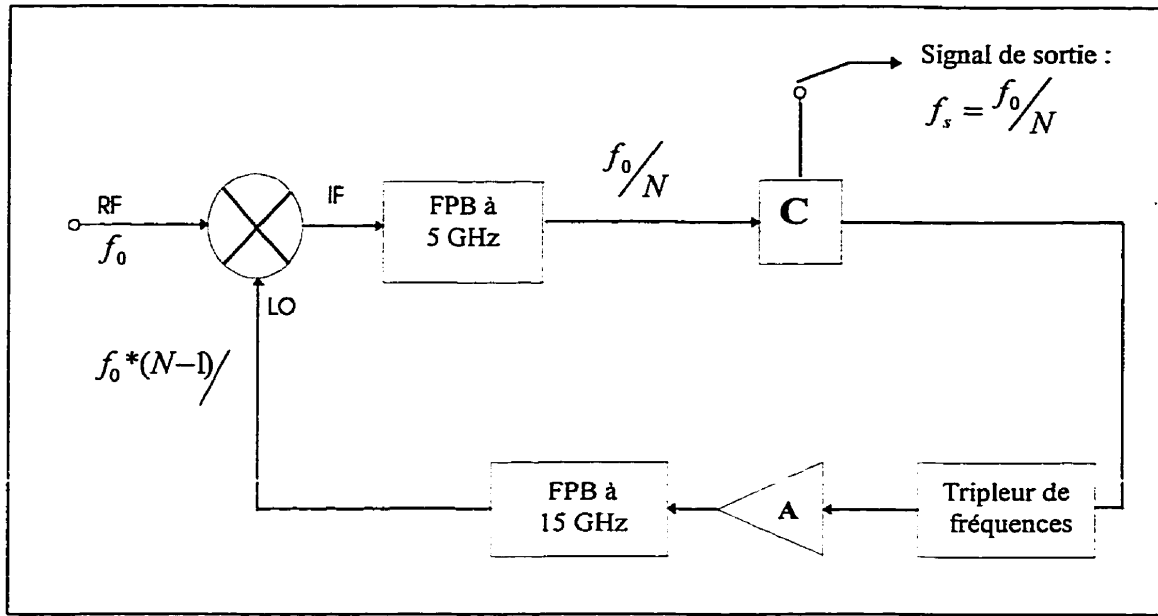 Signal de sortie :
f_s = f_0/N
f_0/N
RF
f_0
IF
FPB à
5 GHz
C
LO
f_0*(N-1)/
FPB à
15 GHz
A
Tripleur de
fréquences